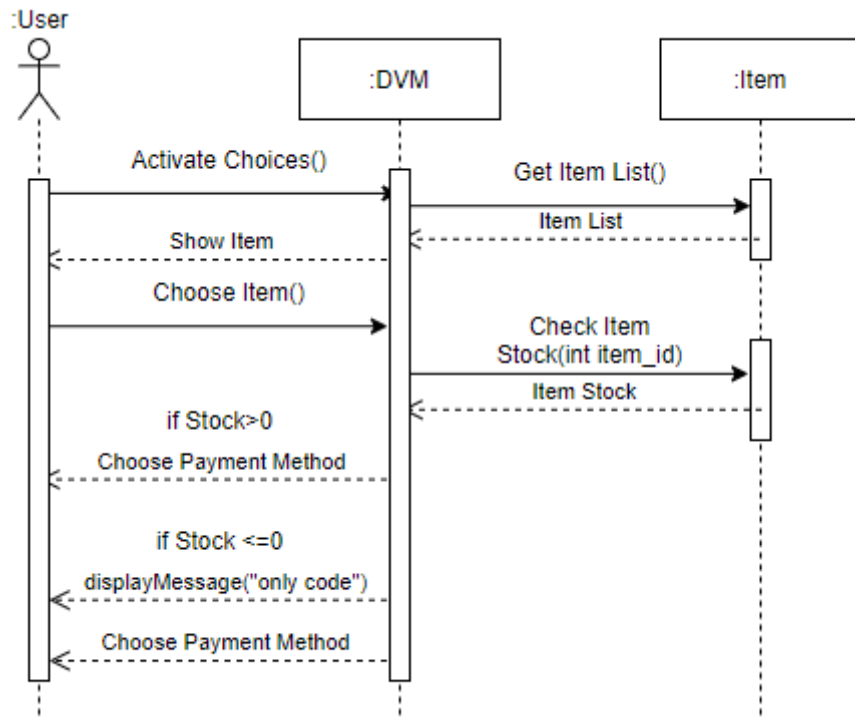 :User
:DVM
:Item
Activate Choices()
Get Item List()
Item List
Show Item
Choose Item()
Check Item
Stock(int item_id)
Item Stock
if Stock>0
Choose Payment Method
if Stock <=0
displayMessage("only code")
Choose Payment Method